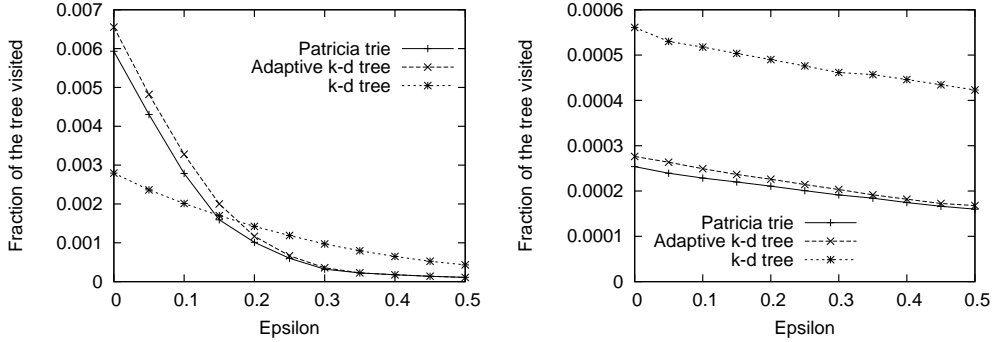 0.007
0.006
0.005
0.004
0.003
0.002
0.001
0
Fraction of the tree visited
Patricia trie
Adaptive k-d tree
k-d tree
0 0.1 0.2 0.3 0.4 0.5
Epsilon
0.0006
0.0005
0.0004
0.0003
0.0002
0.0001
0
Fraction of the tree visited
Patricia trie
Adaptive k-d tree
k-d tree
0 0.1 0.2 0.3 0.4 0.5
Epsilon